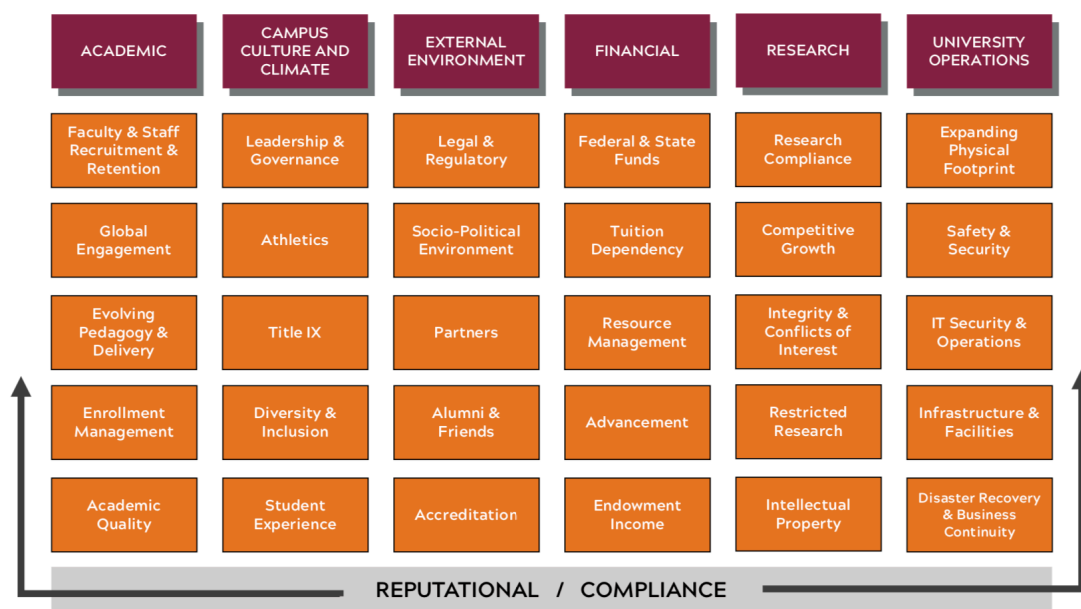 ACADEMIC
CAMPUS
CULTURE AND
CLIMATE
EXTERNAL
ENVIRONMENT
FINANCIAL
RESEARCH
UNIVERSITY
OPERATIONS
Faculty & Staff
Recruitment &
Retention
Leadership &
Governance
Legal &
Regulatory
Federal & State
Funds
Research
Compliance
Expanding
Physical
Footprint
Global
Engagement
Athletics
Socio-Political
Environment
Tuition
Dependency
Competitive
Growth
Safety &
Security
Evolving
Pedagogy &
Delivery
Title IX
Partners
Resource
Management
Integrity &
Conflicts of
Interest
IT Security &
Operations
Enrollment
Management
Diversity &
Inclusion
Alumni &
Friends
Advancement
Restricted
Research
Infrastructure &
Facilities
Academic
Quality
Student
Experience
Accreditation
Endowment
Income
Intellectual
Property
Disaster Recovery
& Business
Continuity
REPUTATIONAL / COMPLIANCE